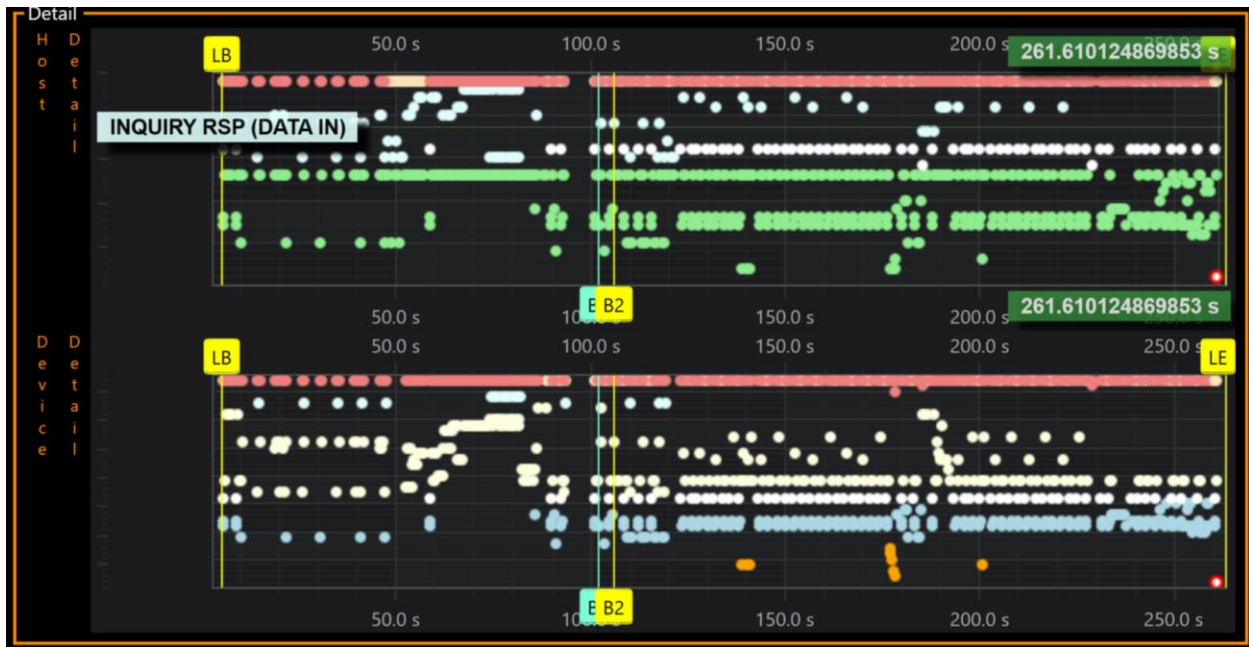 Detail
Host Detail
50.0 s 100.0 s 150.0 s 200.0 s 261.610124869853 s
LB
INQUIRY RSP (DATA IN)
B B2
50.0 s 150.0 s 200.0 s 261.610124869853 s
Device Detail
50.0 s 100.0 s 150.0 s 200.0 s 250.0 s
LB LE
B B2
50.0 s 150.0 s 200.0 s 250.0 s